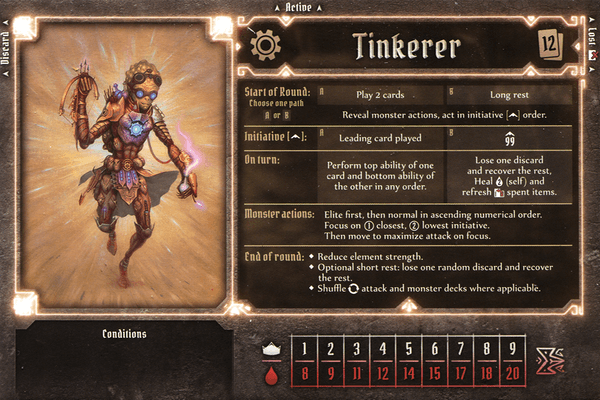 Active
Discard
Lost
Tinkerer
12
Start of Round:
Choose one path
A or B
A Play 2 cards
B Long rest
Reveal monster actions, act in initiative [ ] order.
Initiative [ ]:
A Leading card played
B 99
On turn:
Perform top ability of one
card and bottom ability of
the other in any order.
Lose one discard
and recover the rest,
Heal 2 (self) and
refresh spent items.
Monster actions:
Elite first, then normal in ascending numerical order.
Focus on ① closest, ② lowest initiative.
Then move to maximize attack on focus.
End of round:
◆ Reduce element strength.
◆ Optional short rest: lose one random discard and recover
the rest.
◆ Shuffle attack and monster decks where applicable.
Conditions
1 2 3 4 5 6 7 8 9
8 9 11 12 14 15 17 18 20